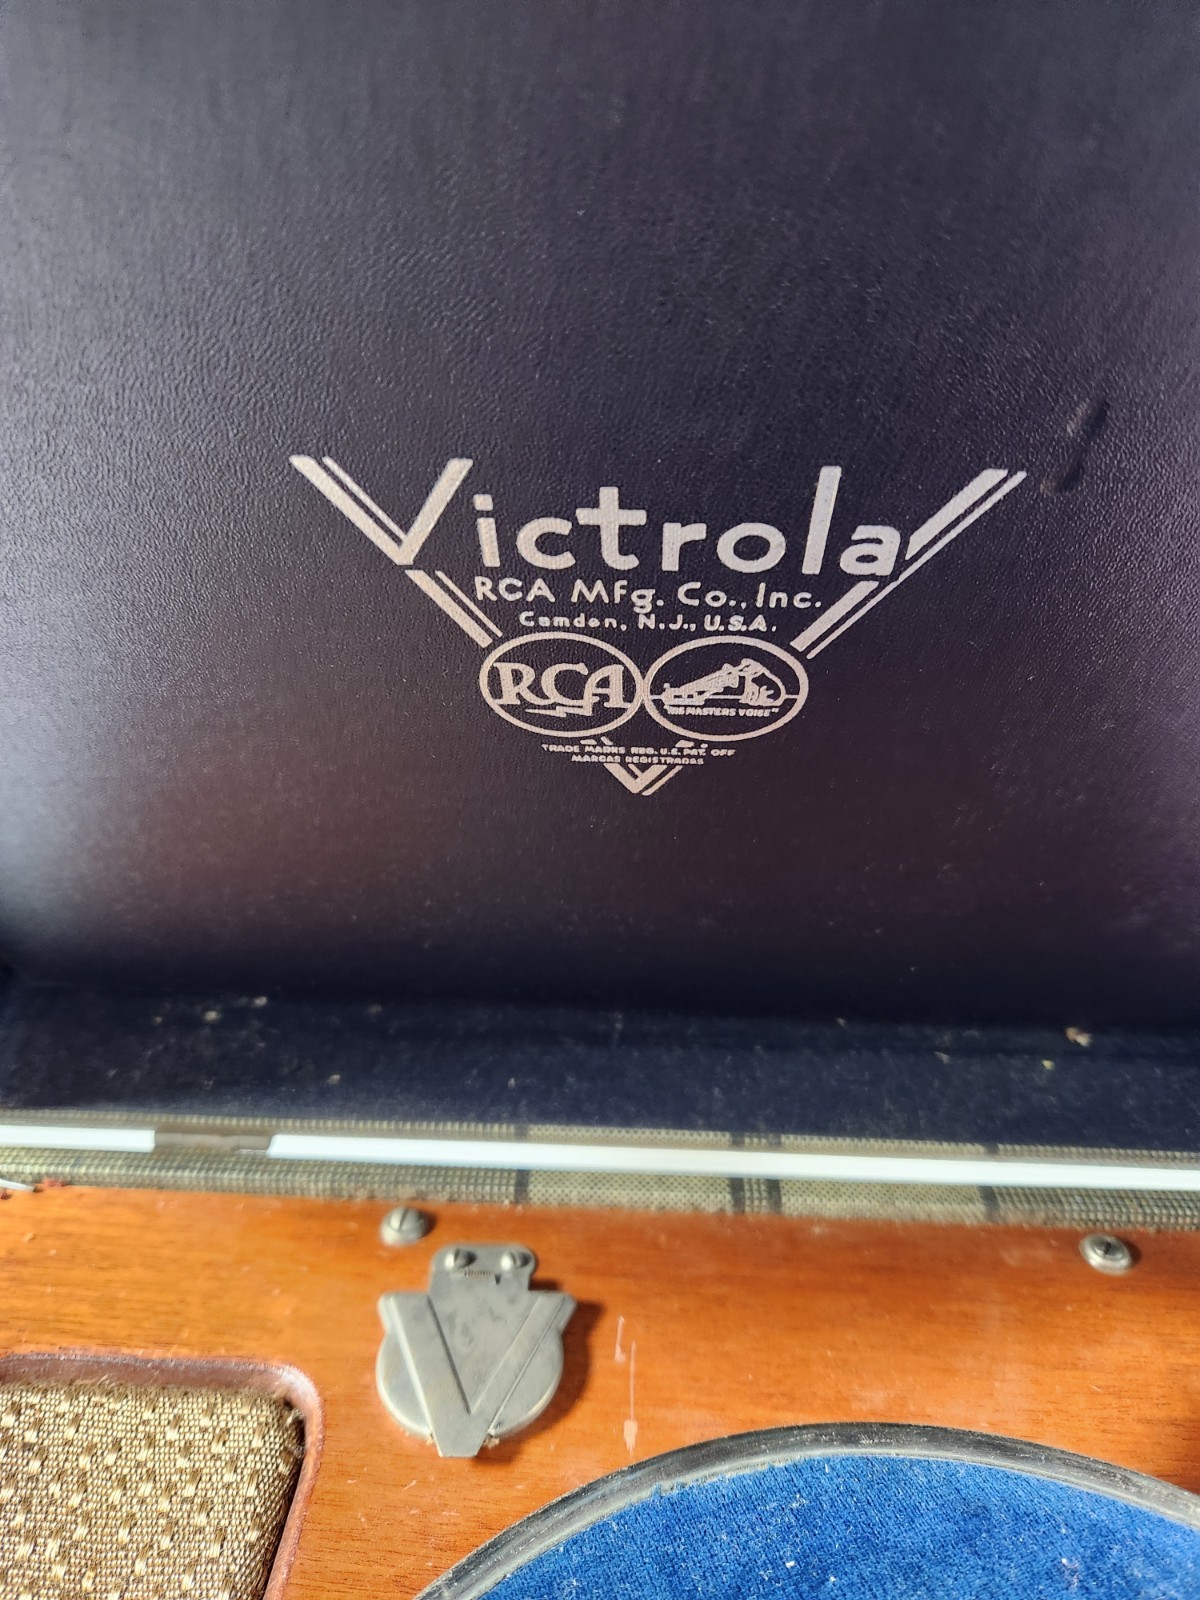 Victrola
RCA MFg. Co., Inc.
Camden, N.J., U.S.A.
RCA
"HIS MASTERS VOICE"
TRADE MARKS REG. U.S. PAT. OFF
MARCAS REGISTRADAS
V